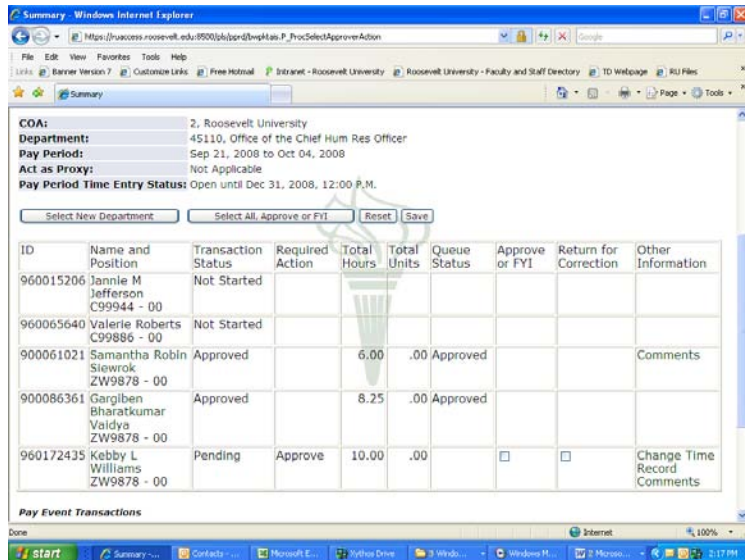 Summary - Windows Internet Explorer
https://ruaccess.roosevelt.edu:8500/pls/pprd/bwpktais.P_ProcSelectApproverAction
Google
File Edit View Favorites Tools Help
Links Banner Version 7 Customize Links Free Hotmail Intranet - Roosevelt University Roosevelt University - Faculty and Staff Directory TD Webpage RU Files
Summary
Page Tools
COA: 2, Roosevelt University
Department: 45110, Office of the Chief Hum Res Officer
Pay Period: Sep 21, 2008 to Oct 04, 2008
Act as Proxy: Not Applicable
Pay Period Time Entry Status: Open until Dec 31, 2008, 12:00 P.M.
Select New Department Select All, Approve or FYI Reset Save
ID Name and Transaction Required Total Total Queue Approve Return for Other
Position Status Action Hours Units Status or FYI Correction Information
960015206 Jannie M Not Started
Jefferson
C99944 - 00
960065640 Valerie Roberts Not Started
C99886 - 00
900061021 Samantha Robin Approved 6.00 .00 Approved Comments
Siewrok
ZW9878 - 00
900086361 Gargiben Approved 8.25 .00 Approved
Bharatkumar
Vaidya
ZW9878 - 00
960172435 Kebby L Pending Approve 10.00 .00 Change Time
Williams Record
ZW9878 - 00 Comments
Pay Event Transactions
Done Internet 100%
start Summary -... Contacts - ... Microsoft E... Xythos Drive 3 Windo... Windows M... 2 Microso... 2:17 PM